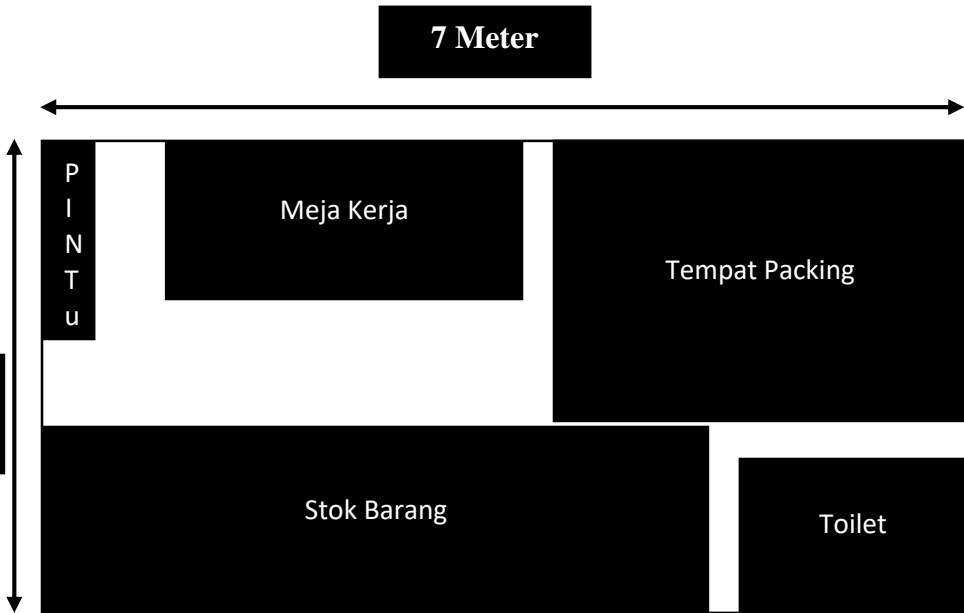 7 Meter
P
I
N
T
u
Meja Kerja
Tempat Packing
Stok Barang
Toilet